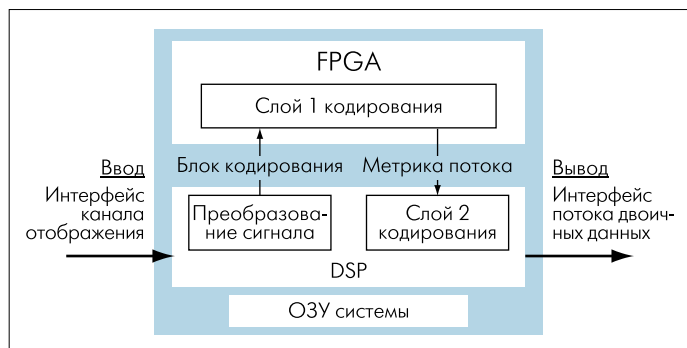 FPGA
Слой 1 кодирования
Ввод
Блок кодирования
Метрика потока
Вывод
Интерфейс
канала
отображения
Преобразова-
ние сигнала
Слой 2
кодирования
Интерфейс
потока двоич-
ных данных
DSP
ОЗУ системы